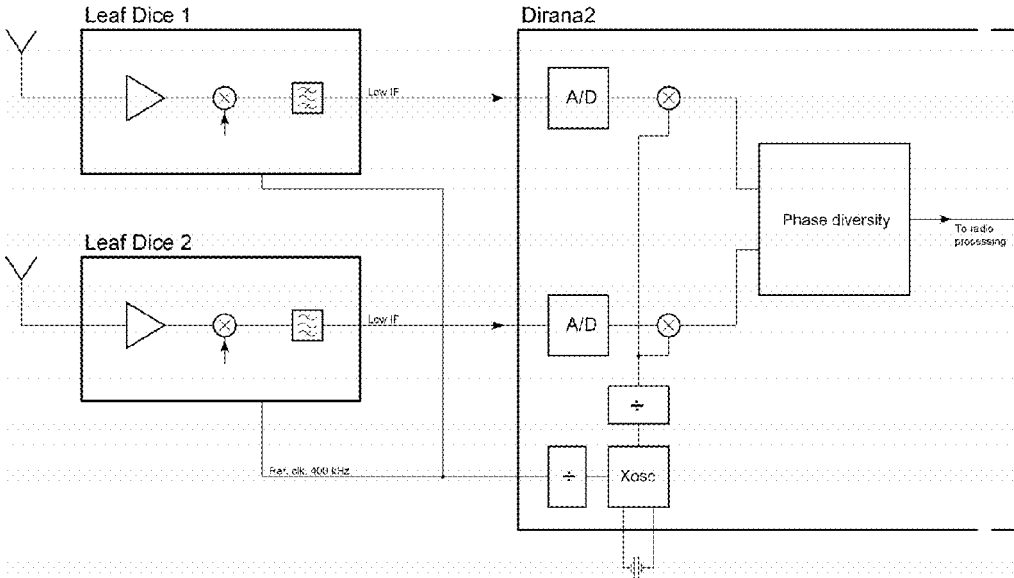 Leaf Dice 1
Dirana2
Low IF
A/D
Phase diversity
To radio
processing
Leaf Dice 2
Low IF
A/D
÷
Ref. clk. 400 kHz
÷
Xosc